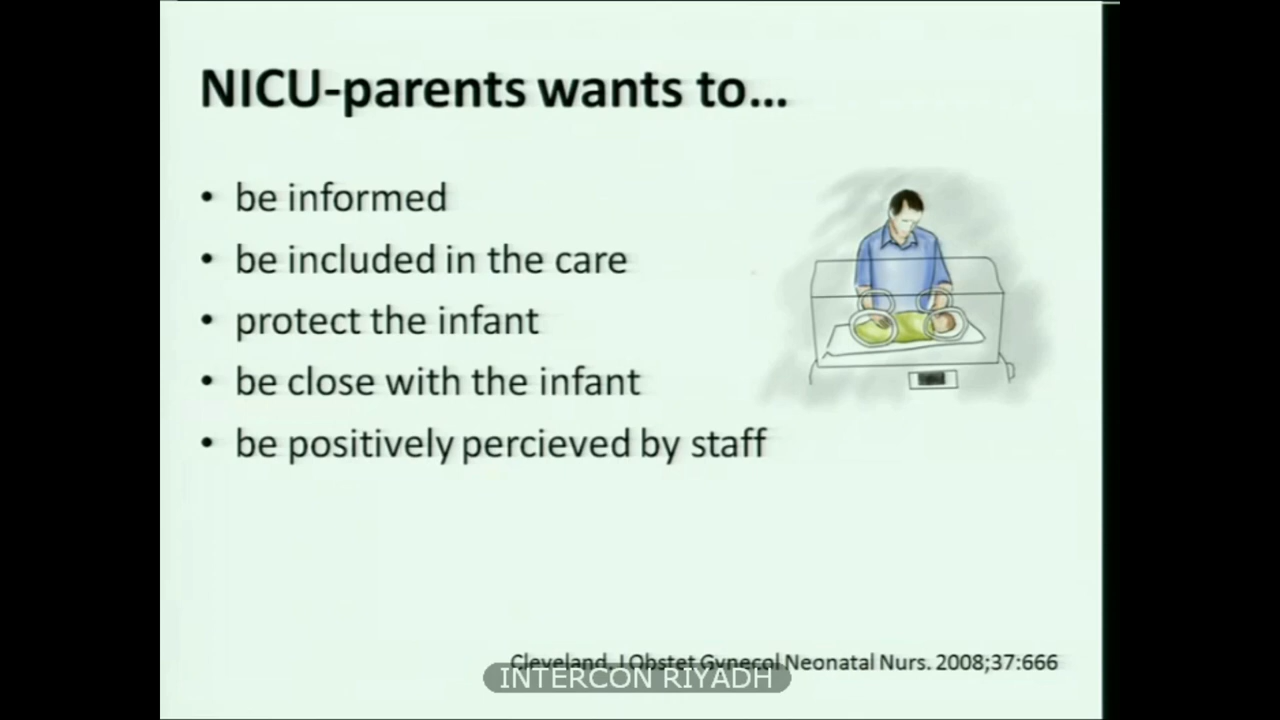 NICU-parents wants to...
• be informed
• be included in the care
• protect the infant
• be close with the infant
• be positively percieved by staff
Cleveland. J Obstet Gynecol Neonatal Nurs. 2008;37:666
INTERCON RIYADH